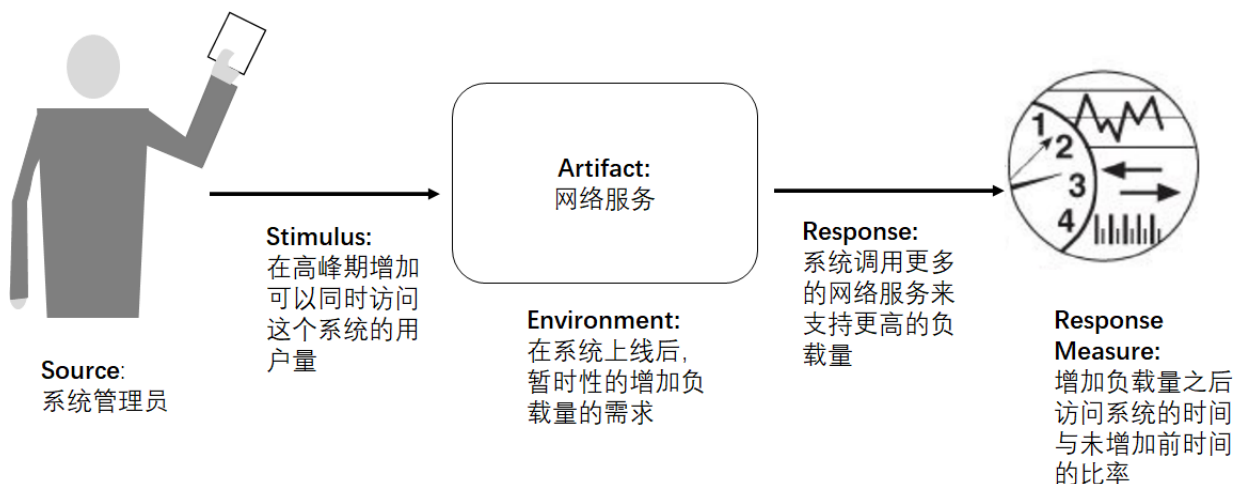 Source:
系统管理员
Stimulus:
在高峰期增加
可以同时访问
这个系统的用
户量
Artifact:
网络服务
Environment:
在系统上线后,
暂时性的增加负
载量的需求
Response:
系统调用更多
的网络服务来
支持更高的负
载量
1
2
3
4
Response
Measure:
增加负载量之后
访问系统的时间
与未增加前时间
的比率